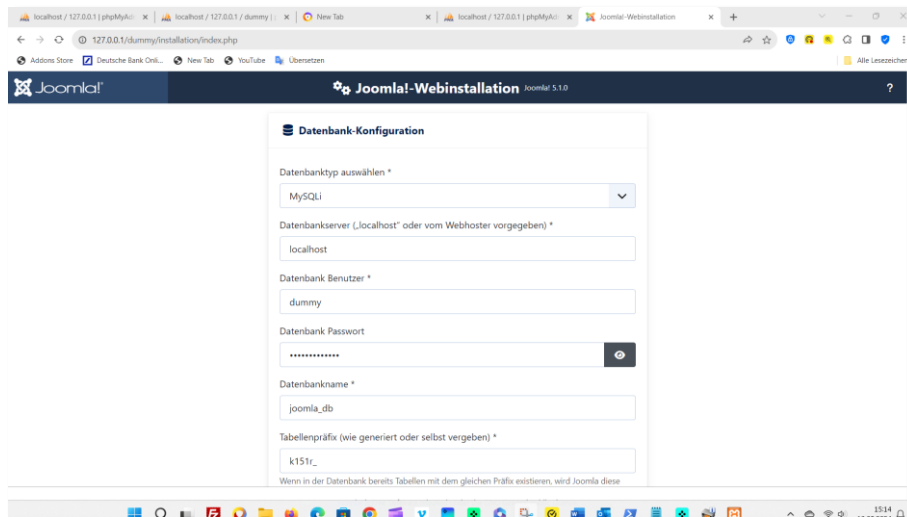 localhost / 127.0.0.1 | phpMyAd
localhost / 127.0.0.1 / dummy |
New Tab
localhost / 127.0.0.1 | phpMyAd
Joomla!-Webinstallation
127.0.0.1/dummy/installation/index.php
Addons Store
Deutsche Bank Onli...
New Tab
YouTube
Übersetzen
Alle Lesezeichen
Joomla!
Joomla!-Webinstallation Joomla! 5.1.0
?
Datenbank-Konfiguration
Datenbanktyp auswählen *
MySQLi
Datenbankserver („localhost" oder vom Webhoster vorgegeben) *
localhost
Datenbank Benutzer *
dummy
Datenbank Passwort
•••••••••••••
Datenbankname *
joomla_db
Tabellenpräfix (wie generiert oder selbst vergeben) *
k151r_
Wenn in der Datenbank bereits Tabellen mit dem gleichen Präfix existieren, wird Joomla diese
15:14